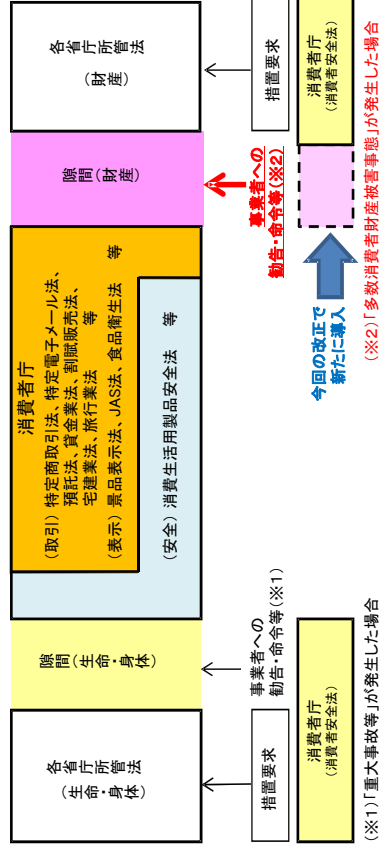 各省庁所管法
（生命・身体）
隙間（生命・身体）
消費者庁
（取引）特定商取引法、特定電子メール法、
預託法、貸金業法、割賦販売法、
宅建業法、旅行業法　等
（表示）景品表示法、JAS法、食品衛生法　等
（安全）消費生活用製品安全法　等
隙間（財産）
各省庁所管法
（財産）
措置要求
事業者への
勧告・命令等（※1）
事業者への
勧告・命令等（※2）
措置要求
消費者庁
（消費者安全法）
今回の改正で
新たに導入
消費者庁
（消費者安全法）
（※1）「重大事故等」が発生した場合
（※2）「多数消費者財産被害事態」が発生した場合